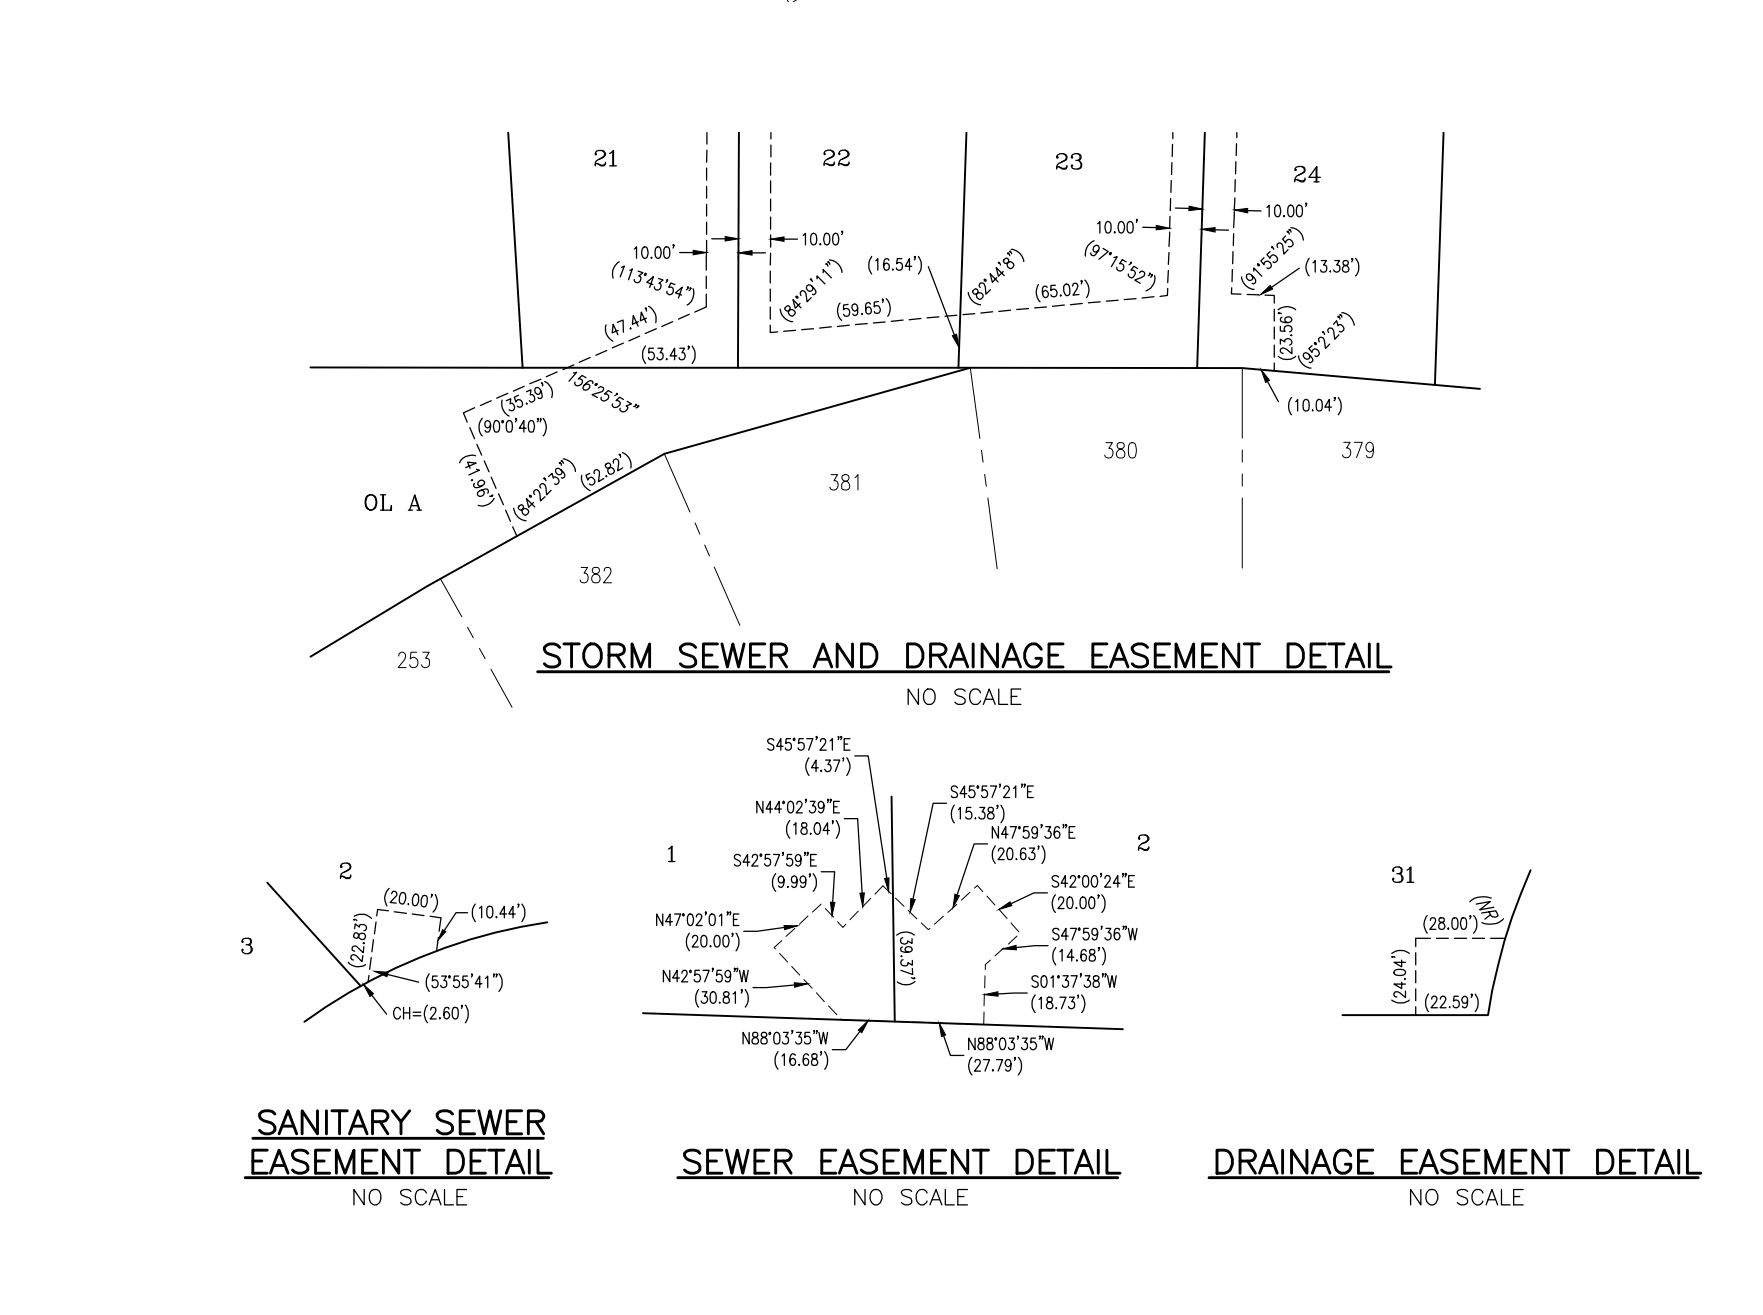 21
22
23
24
10.00'
10.00'
(113°43'54")
(47.44')
(53.43')
(84°29'11")
(59.65')
(16.54')
(82°44'8")
(65.02')
10.00'
(97°15'52")
10.00'
(91°55'25")
(13.38')
(23.56')
(95°2'23")
(10.04')
(35.39')
156°25'53"
(90°0'40")
(41.96')
(84°22'39")
(52.82')
OL A
253
382
381
380
379
STORM SEWER AND DRAINAGE EASEMENT DETAIL
NO SCALE
2
3
(20.00')
(10.44')
(22.83')
(53°55'41")
CH=(2.60')
SANITARY SEWER
EASEMENT DETAIL
NO SCALE
S45°57'21"E
(4.37')
N44°02'39"E
(18.04')
S42°57'59"E
(9.99')
N47°02'01"E
(20.00')
N42°57'59"W
(30.81')
N88°03'35"W
(16.68')
1
(39.37')
S45°57'21"E
(15.38')
N47°59'36"E
(20.63')
2
S42°00'24"E
(20.00')
S47°59'36"W
(14.68')
S01°37'38"W
(18.73')
N88°03'35"W
(27.79')
SEWER EASEMENT DETAIL
NO SCALE
31
(NR)
(28.00')
(24.04')
(22.59')
DRAINAGE EASEMENT DETAIL
NO SCALE